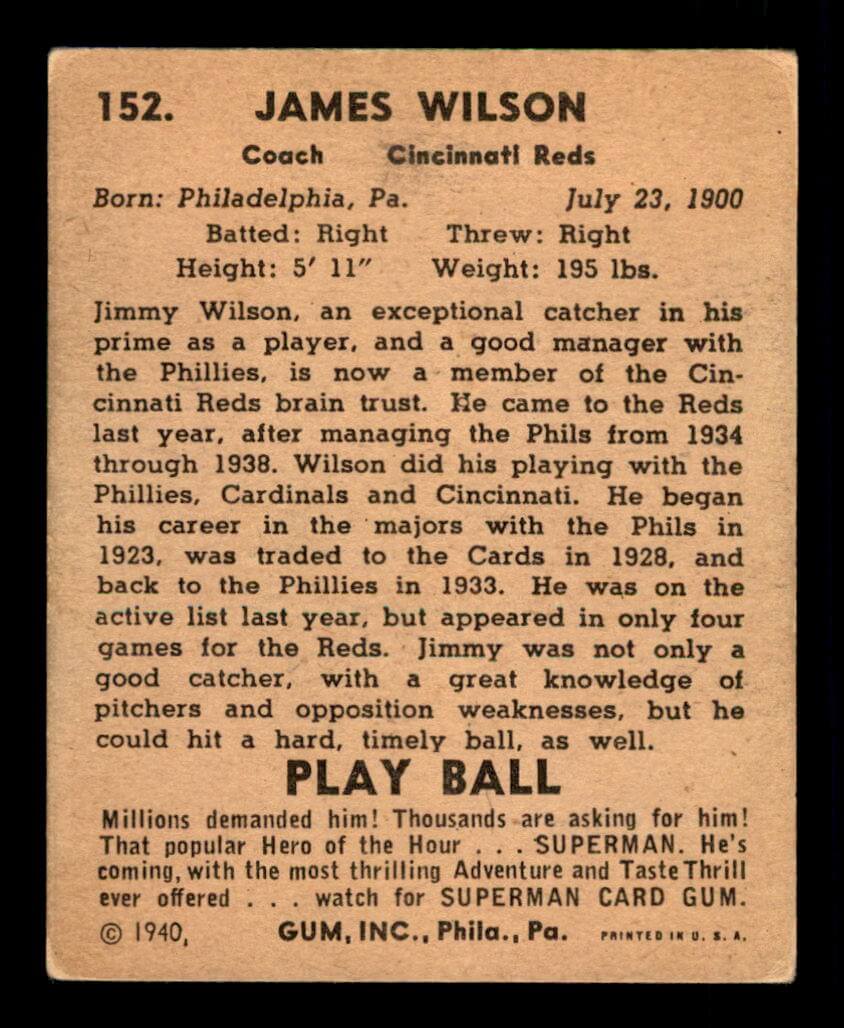 152. JAMES WILSON
Coach Cincinnati Reds
Born: Philadelphia, Pa. July 23, 1900
Batted: Right Threw: Right
Height: 5' 11" Weight: 195 lbs.
Jimmy Wilson, an exceptional catcher in his
prime as a player, and a good manager with
the Phillies, is now a member of the Cin-
cinnati Reds brain trust. He came to the Reds
last year, after managing the Phils from 1934
through 1938. Wilson did his playing with the
Phillies, Cardinals and Cincinnati. He began
his career in the majors with the Phils in
1923, was traded to the Cards in 1928, and
back to the Phillies in 1933. He was on the
active list last year, but appeared in only four
games for the Reds. Jimmy was not only a
good catcher, with a great knowledge of
pitchers and opposition weaknesses, but he
could hit a hard, timely ball, as well.
PLAY BALL
Millions demanded him! Thousands are asking for him!
That popular Hero of the Hour . . . SUPERMAN. He's
coming, with the most thrilling Adventure and Taste Thrill
ever offered . . . watch for SUPERMAN CARD GUM.
© 1940, GUM, INC., Phila., Pa. PRINTED IN U. S. A.